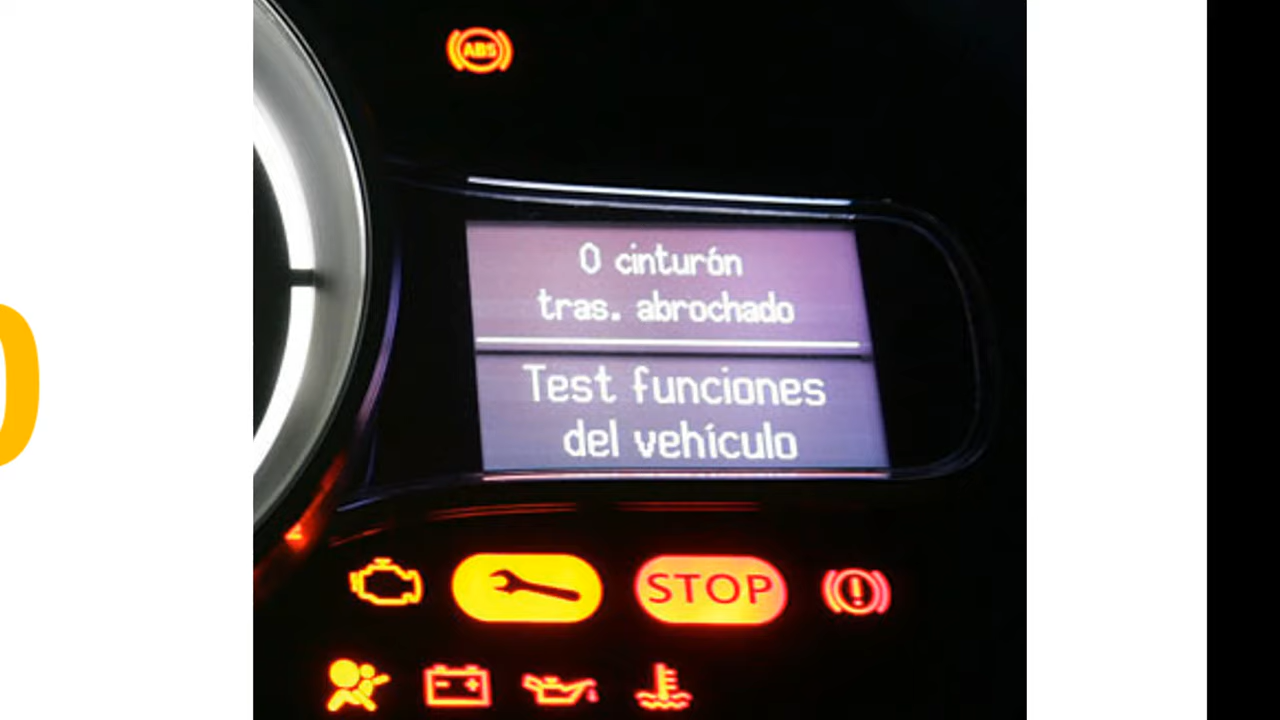 ABS
0 cinturón
tras. abrochado
Test funciones
del vehículo
STOP